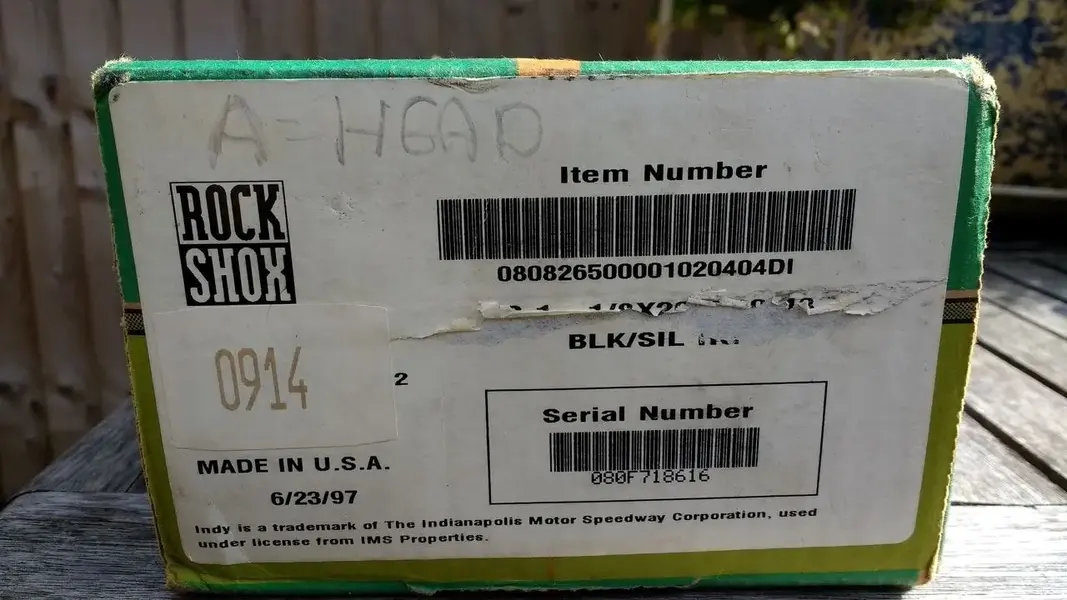 A-HEAD
Item Number
ROCK
SHOX
080826500001020404DI
BLK/SIL
0914
2
Serial Number
080F718616
MADE IN U.S.A.
6/23/97
Indy is a trademark of The Indianapolis Motor Speedway Corporation, used
under license from IMS Properties.